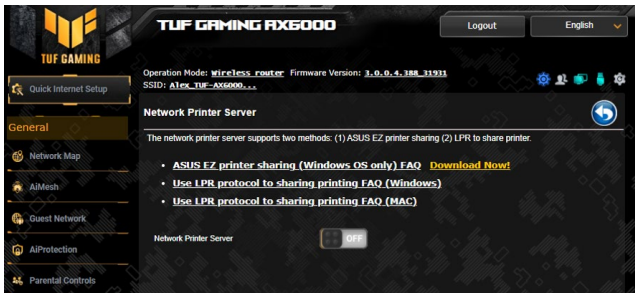 TUF GAMING AX6000
Logout
English
TUF GAMING
Quick Internet Setup
General
Network Map
AiMesh
Guest Network
AiProtection
Parental Controls
Operation Mode: Wireless router Firmware Version: 3.0.0.4.388_31931
SSID: Alex_TUF-AX6000...
Network Printer Server
The network printer server supports two methods: (1) ASUS EZ printer sharing (2) LPR to share printer.
ASUS EZ printer sharing (Windows OS only) FAQ Download Now!
Use LPR protocol to sharing printing FAQ (Windows)
Use LPR protocol to sharing printing FAQ (MAC)
Network Printer Server
OFF